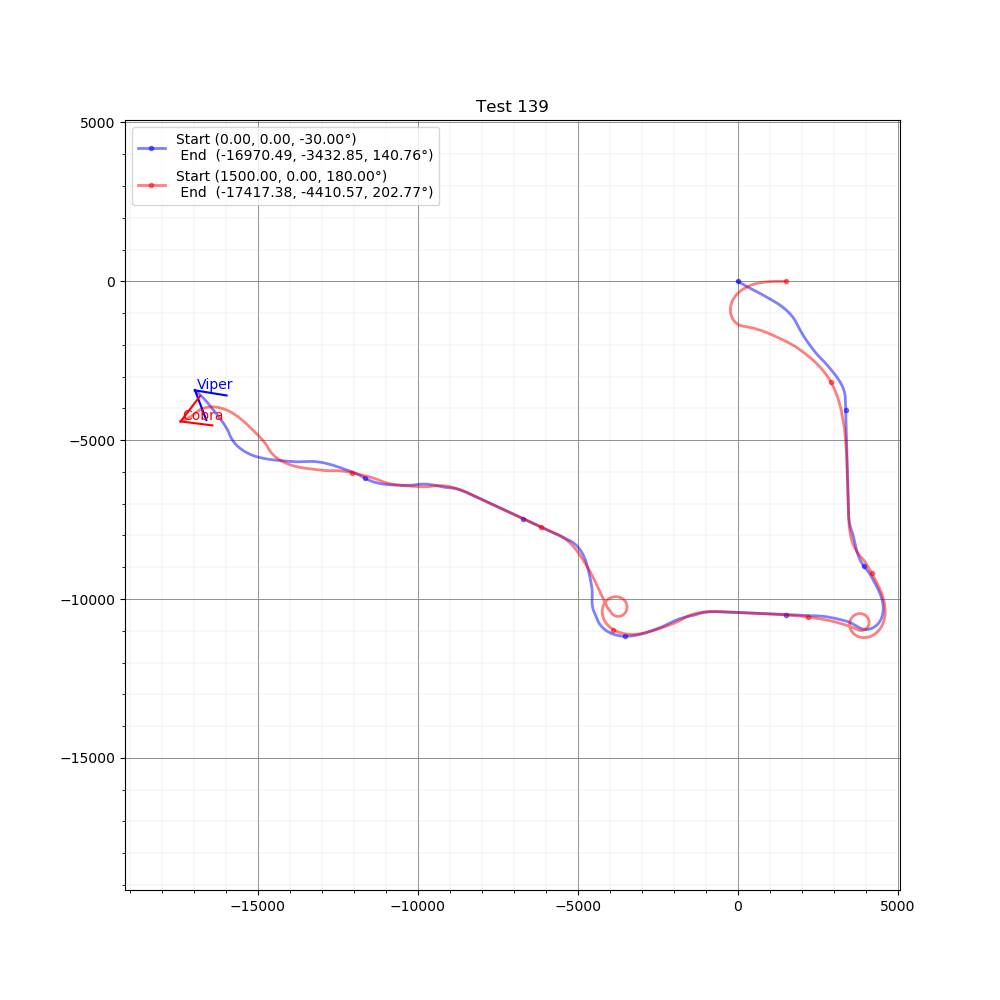 Test 139
Start (0.00, 0.00, -30.00°)
End (-16970.49, -3432.85, 140.76°)
Start (1500.00, 0.00, 180.00°)
End (-17417.38, -4410.57, 202.77°)
5000
0
−5000
−10000
−15000
Viper
Cobra
−15000
−10000
−5000
0
5000